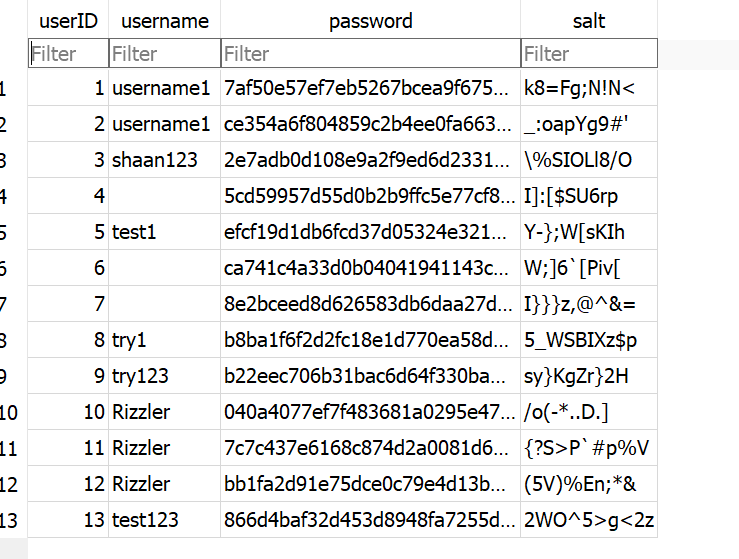 userID username password salt
Filter Filter Filter Filter
1 1 username1 7af50e57ef7eb5267bcea9f675... k8=Fg;N!N<
2 2 username1 ce354a6f804859c2b4ee0fa663... _:oapYg9#'
3 3 shaan123 2e7adb0d108e9a2f9ed6d2331... \%SIOLl8/O
4 4 5cd59957d55d0b2b9ffc5e77cf8... I]:[$SU6rp
5 5 test1 efcf19d1db6fcd37d05324e321... Y-};W[sKIh
6 6 ca741c4a33d0b04041941143c... W;]6`[Piv[
7 7 8e2bceed8d626583db6daa27d... I}}}z,@^&=
8 8 try1 b8ba1f6f2d2fc18e1d770ea58d... 5_WSBIXz$p
9 9 try123 b22eec706b31bac6d64f330ba... sy}KgZr}2H
10 10 Rizzler 040a4077ef7f483681a0295e47... /o(-*..D.]
11 11 Rizzler 7c7c437e6168c874d2a0081d6... {?S>P`#p%V
12 12 Rizzler bb1fa2d91e75dce0c79e4d13b... (5V)%En;*&
13 13 test123 866d4baf32d453d8948fa7255d... 2WO^5>g<2z